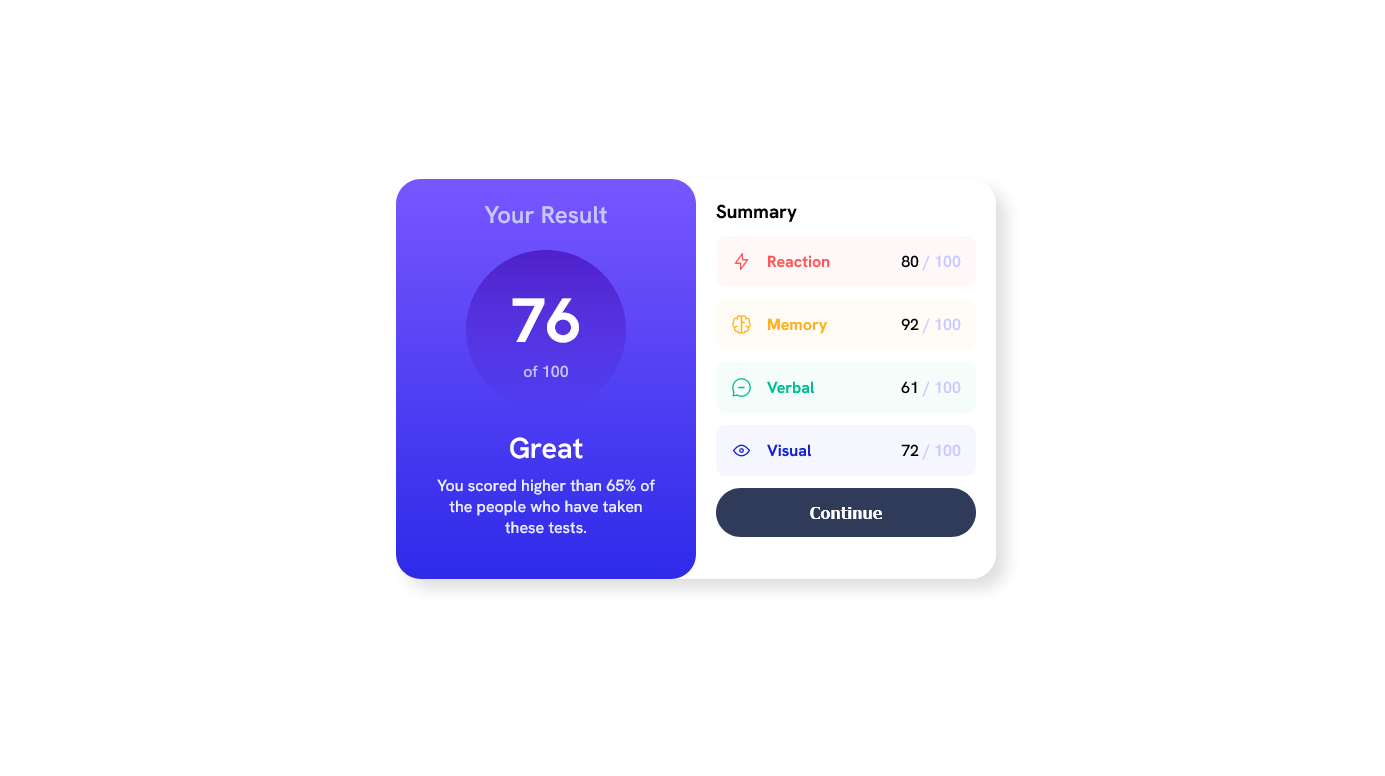 Your Result
76
of 100
Great
You scored higher than 65% of
the people who have taken
these tests.
Summary
Reaction 80 / 100
Memory 92 / 100
Verbal 61 / 100
Visual 72 / 100
Continue